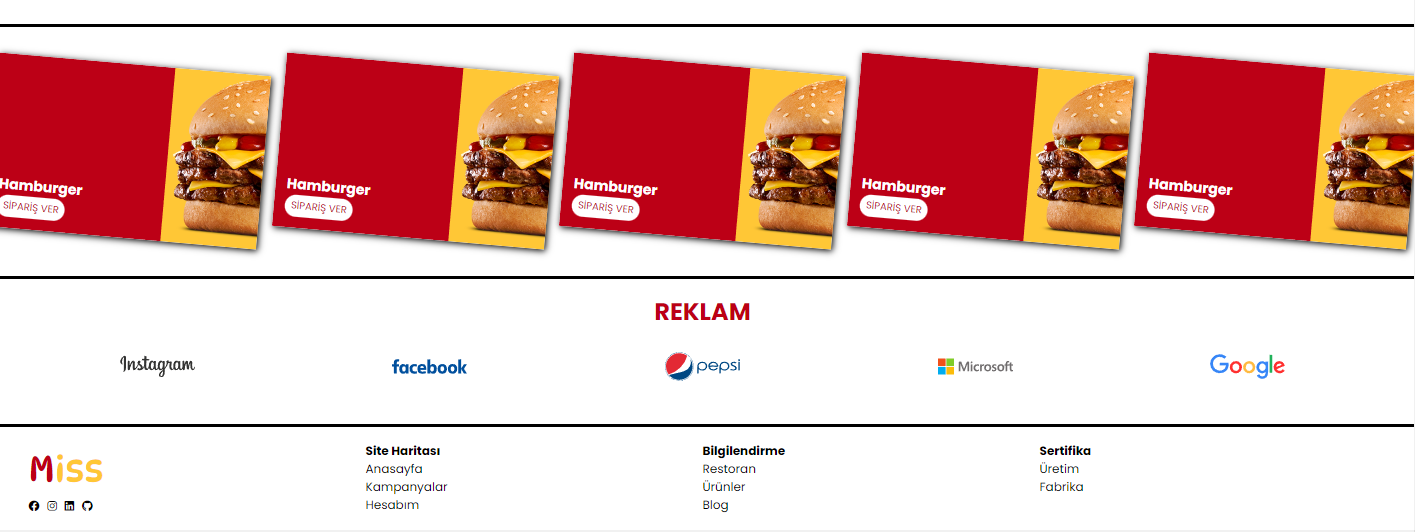 Hamburger
SİPARİŞ VER
Hamburger
SİPARİŞ VER
Hamburger
SİPARİŞ VER
Hamburger
SİPARİŞ VER
Hamburger
SİPARİŞ VER
REKLAM
Instagram
facebook
pepsi
Microsoft
Google
Miss
Site Haritası
Anasayfa
Kampanyalar
Hesabım
Bilgilendirme
Restoran
Ürünler
Blog
Sertifika
Üretim
Fabrika